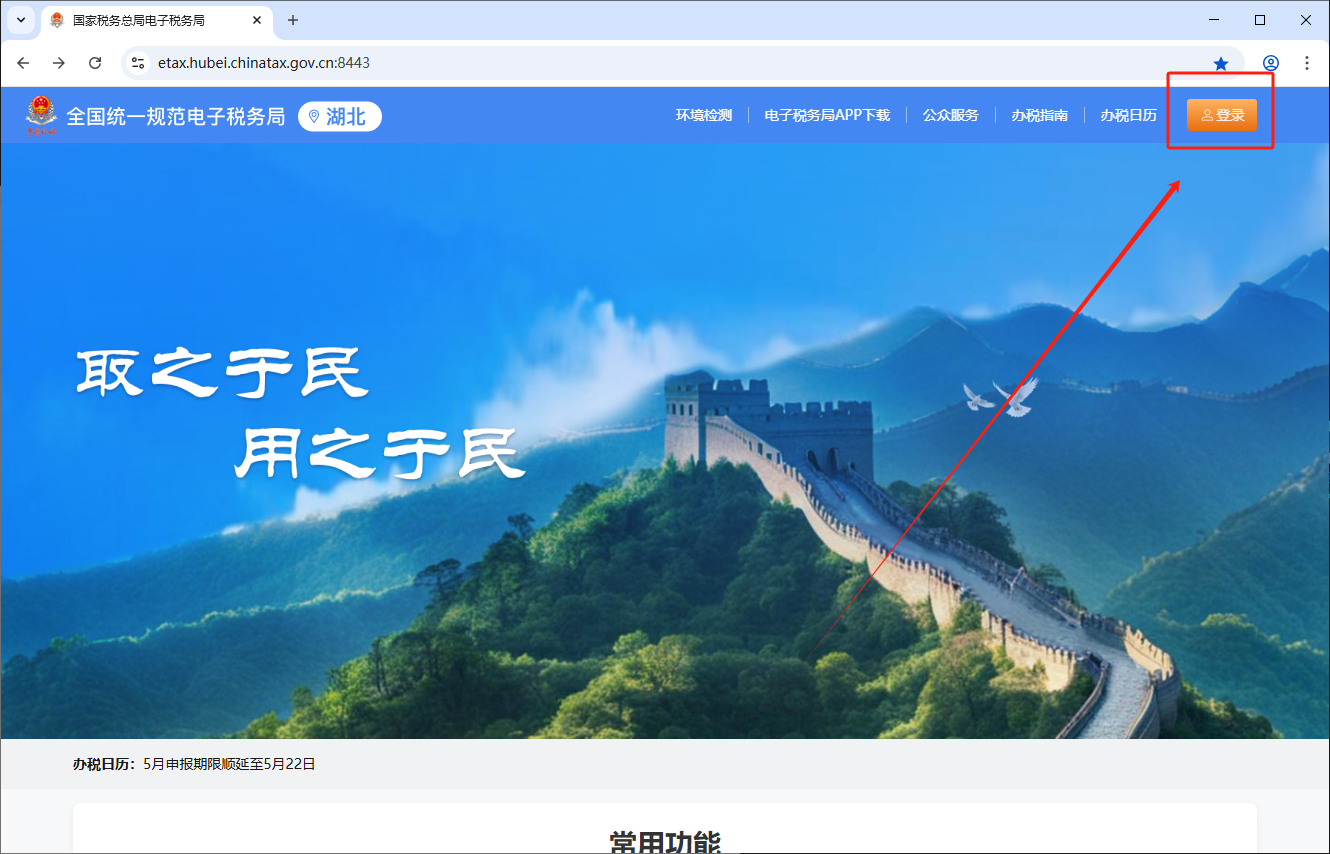 国家税务总局电子税务局
etax.hubei.chinatax.gov.cn:8443
全国统一规范电子税务局 湖北 环境检测 电子税务局APP下载 公众服务 办税指南 办税日历 登录
取之于民
用之于民
办税日历：5月申报期限顺延至5月22日
常用功能